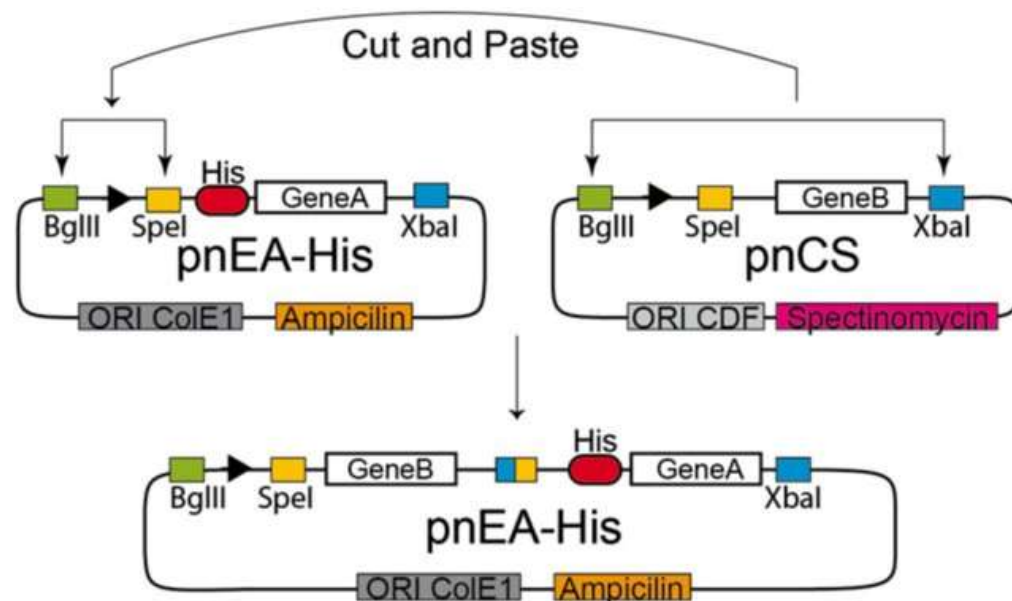 Cut and Paste
His
GeneA
BglII
SpeI
XbaI
pnEA-His
ORI ColE1
Ampicilin
GeneB
BglII
SpeI
XbaI
pnCS
ORI CDF
Spectinomycin
His
GeneB
GeneA
BglII
SpeI
XbaI
pnEA-His
ORI ColE1
Ampicilin